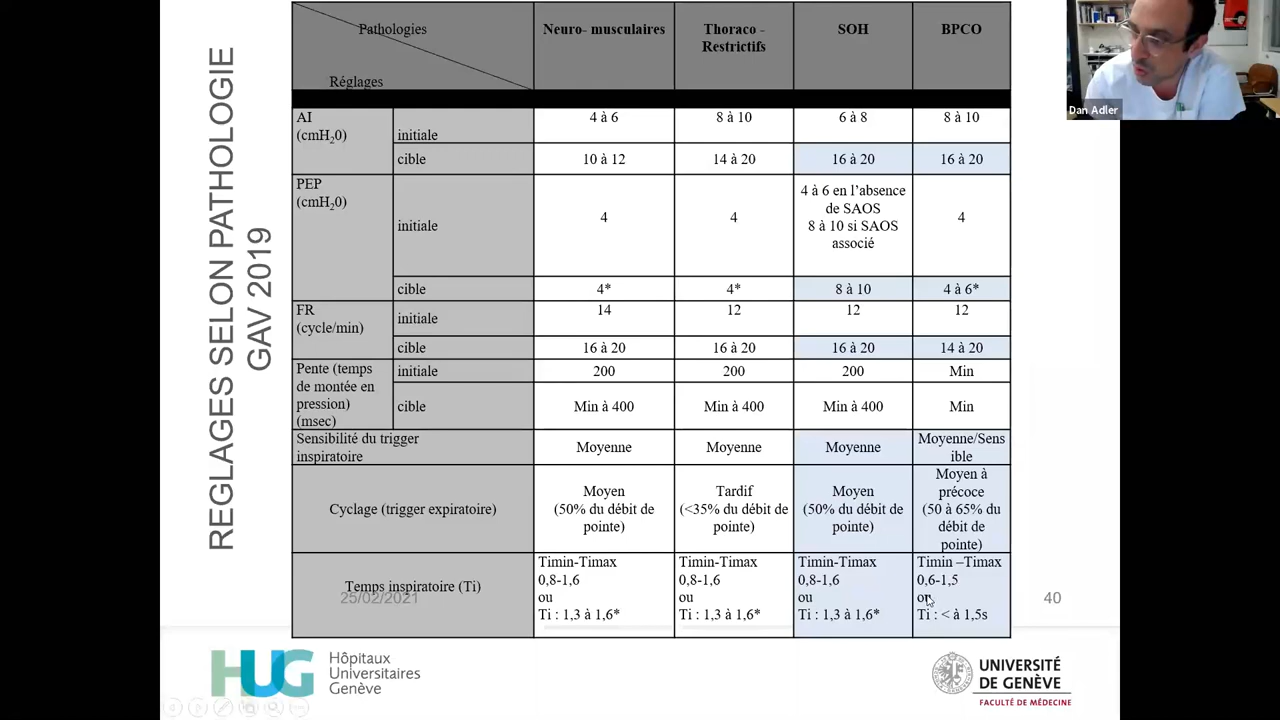 REGLAGES SELON PATHOLOGIE
GAV 2019
Pathologies
Réglages
Neuro- musculaires
Thoraco -
Restrictifs
SOH
BPCO
AI
(cmH₂0)
initiale
4 à 6
8 à 10
6 à 8
8 à 10
cible
10 à 12
14 à 20
16 à 20
16 à 20
PEP
(cmH₂0)
initiale
4
4
4 à 6 en l’absence
de SAOS
8 à 10 si SAOS
associé
4
cible
4*
4*
8 à 10
4 à 6*
FR
(cycle/min)
initiale
14
12
12
12
cible
16 à 20
16 à 20
16 à 20
14 à 20
Pente (temps
de montée en
pression)
(msec)
initiale
200
200
200
Min
cible
Min à 400
Min à 400
Min à 400
Min
Sensibilité du trigger
inspiratoire
Moyenne
Moyenne
Moyenne
Moyenne/Sens
ible
Cyclage (trigger expiratoire)
Moyen
(50% du débit de
pointe)
Tardif
(<35% du débit de
pointe)
Moyen
(50% du débit de
pointe)
Moyen à
précoce
(50 à 65% du
débit de
pointe)
Temps inspiratoire (Ti)
Timin-Timax
0,8-1,6
ou
Ti : 1,3 à 1,6*
Timin-Timax
0,8-1,6
ou
Ti : 1,3 à 1,6*
Timin-Timax
0,8-1,6
ou
Ti : 1,3 à 1,6*
Timin –Timax
0,6-1,5
or
Ti : < à 1,5s
25/02/2021
40
HUG
Hôpitaux
Universitaires
Genève
UNIVERSITÉ
DE GENÈVE
FACULTÉ DE MÉDECINE
Dan Adler